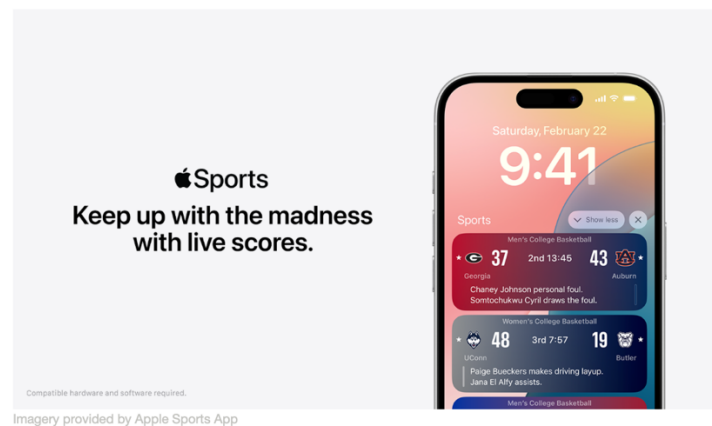 Sports
Keep up with the madness
with live scores.
Compatible hardware and software required.
Saturday, February 22
9:41
Sports
Show less
Men's College Basketball
G 37 2nd 13:45 43 AU
Georgia Auburn
Chaney Johnson personal foul.
Somtochukwu Cyril draws the foul.
Women's College Basketball
48 3rd 7:57 19
UConn Butler
Paige Bueckers makes driving layup.
Jana El Alfy assists.
Men's College Basketball
Imagery provided by Apple Sports App